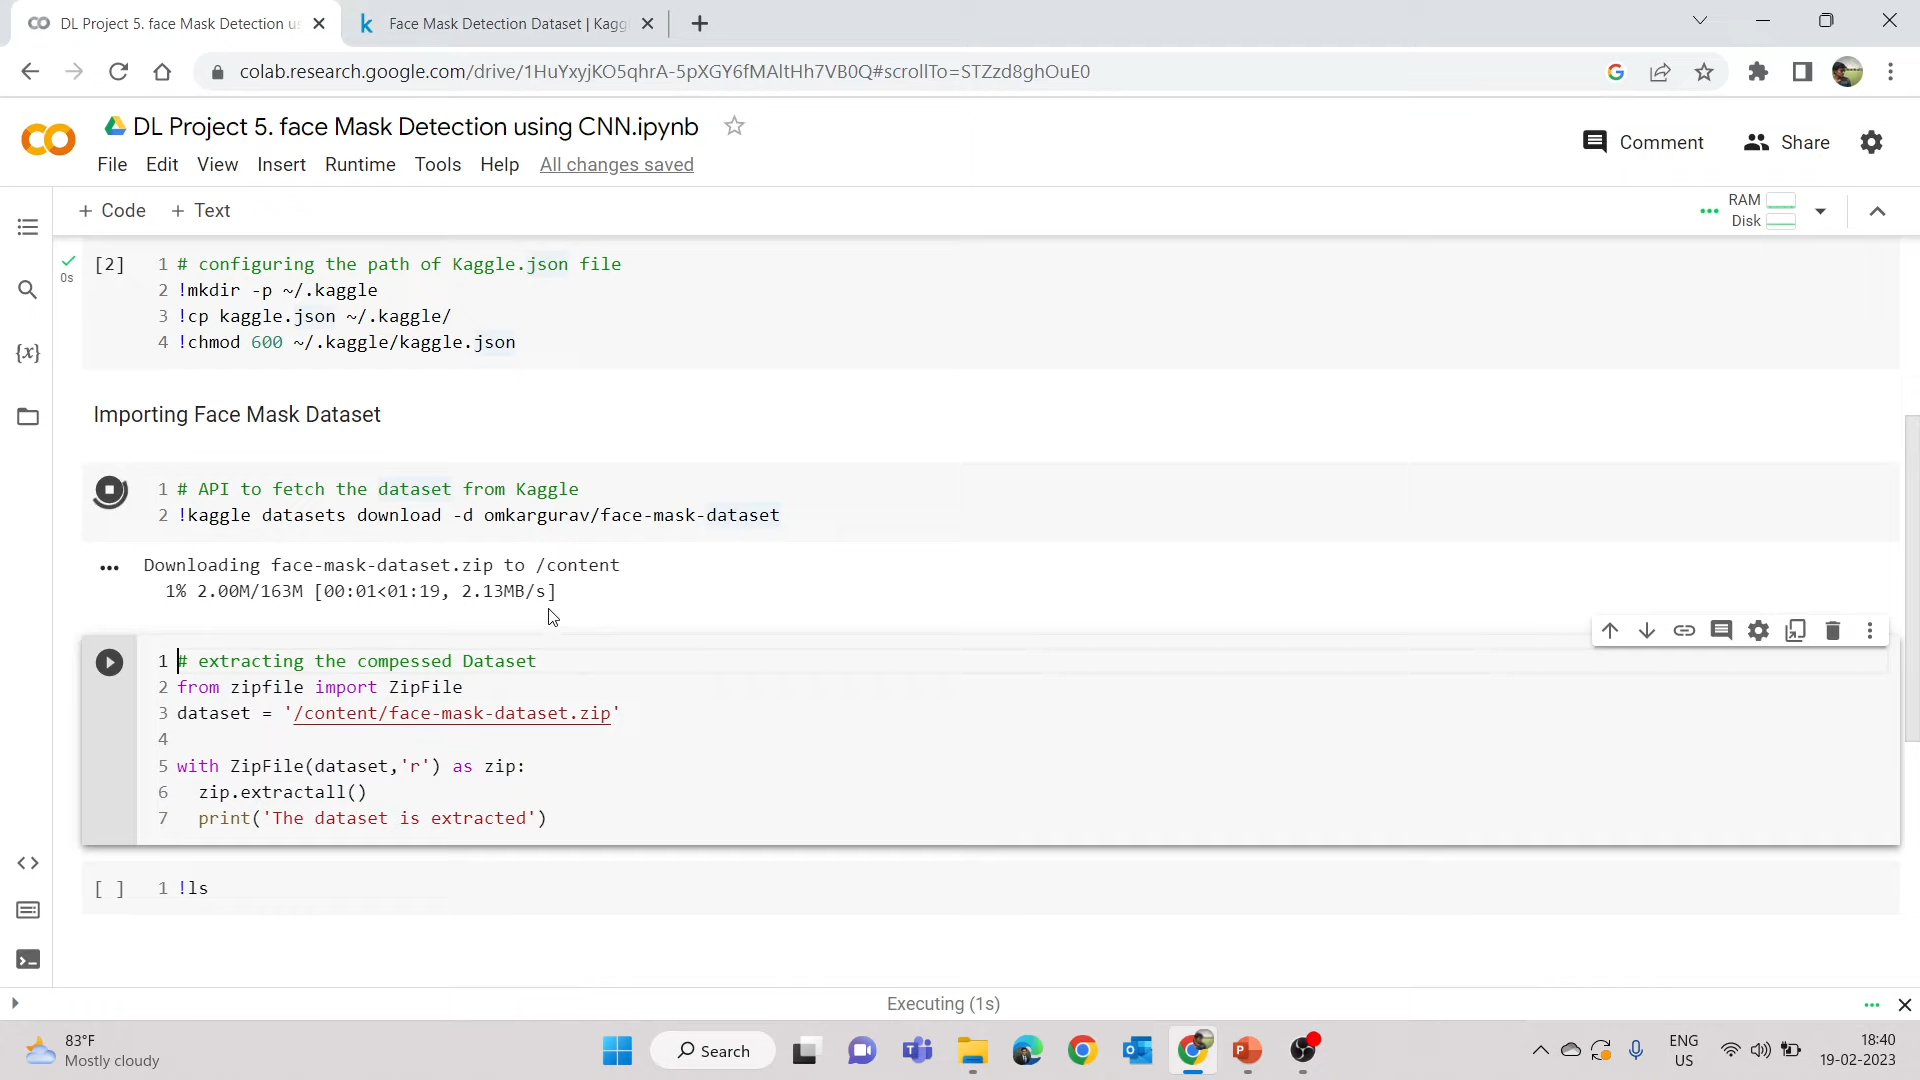 DL Project 5. face Mask Detection us
Face Mask Detection Dataset | Kagg
colab.research.google.com/drive/1HuYxyjKO5qhrA-5pXGY6fMAltHh7VB0Q#scrollTo=STZzd8ghOuE0
DL Project 5. face Mask Detection using CNN.ipynb
Comment
Share
File Edit View Insert Runtime Tools Help All changes saved
+ Code + Text
RAM
Disk
[2] 1 # configuring the path of Kaggle.json file
0s
2 !mkdir -p ~/.kaggle
3 !cp kaggle.json ~/.kaggle/
4 !chmod 600 ~/.kaggle/kaggle.json
Importing Face Mask Dataset
1 # API to fetch the dataset from Kaggle
2 !kaggle datasets download -d omkargurav/face-mask-dataset
Downloading face-mask-dataset.zip to /content
1% 2.00M/163M [00:01<01:19, 2.13MB/s]
1 # extracting the compessed Dataset
2 from zipfile import ZipFile
3 dataset = '/content/face-mask-dataset.zip'
4
5 with ZipFile(dataset,'r') as zip:
6 zip.extractall()
7 print('The dataset is extracted')
[ ] 1 !ls
Executing (1s)
83°F
Mostly cloudy
Search
ENG
US
18:40
19-02-2023